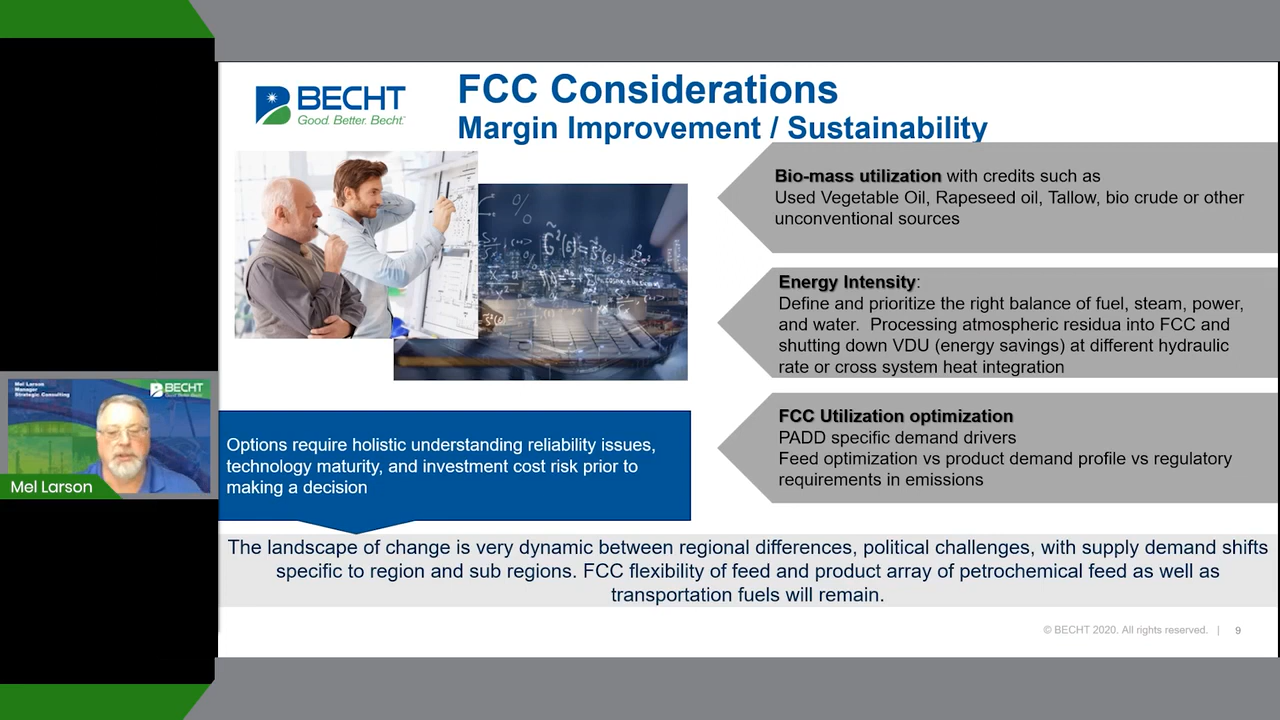 BECHT
Good. Better. Becht.
FCC Considerations
Margin Improvement / Sustainability
Bio-mass utilization with credits such as
Used Vegetable Oil, Rapeseed oil, Tallow, bio crude or other
unconventional sources
Energy Intensity:
Define and prioritize the right balance of fuel, steam, power,
and water. Processing atmospheric residua into FCC and
shutting down VDU (energy savings) at different hydraulic
rate or cross system heat integration
FCC Utilization optimization
PADD specific demand drivers
Feed optimization vs product demand profile vs regulatory
requirements in emissions
Options require holistic understanding reliability issues,
technology maturity, and investment cost risk prior to
making a decision
The landscape of change is very dynamic between regional differences, political challenges, with supply demand shifts
specific to region and sub regions. FCC flexibility of feed and product array of petrochemical feed as well as
transportation fuels will remain.
© BECHT 2020. All rights reserved. | 9
Mel Larson
Manager
Strategic Consulting
BECHT
Mel Larson